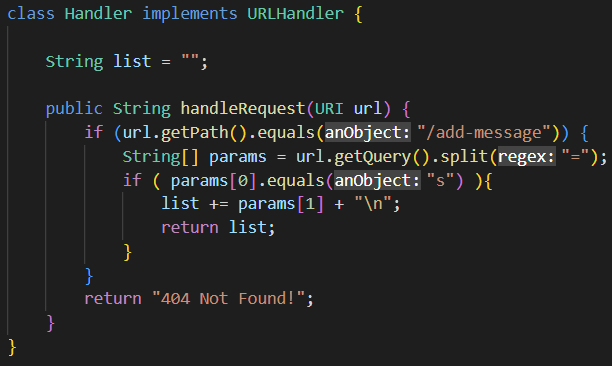 class Handler implements URLHandler {
String list = "";
public String handleRequest(URI url) {
if (url.getPath().equals(anObject: "/add-message")) {
String[] params = url.getQuery().split(regex: "=");
if ( params[0].equals(anObject: "s") ){
list += params[1] + "\n";
return list;
}
}
return "404 Not Found!";
}
}